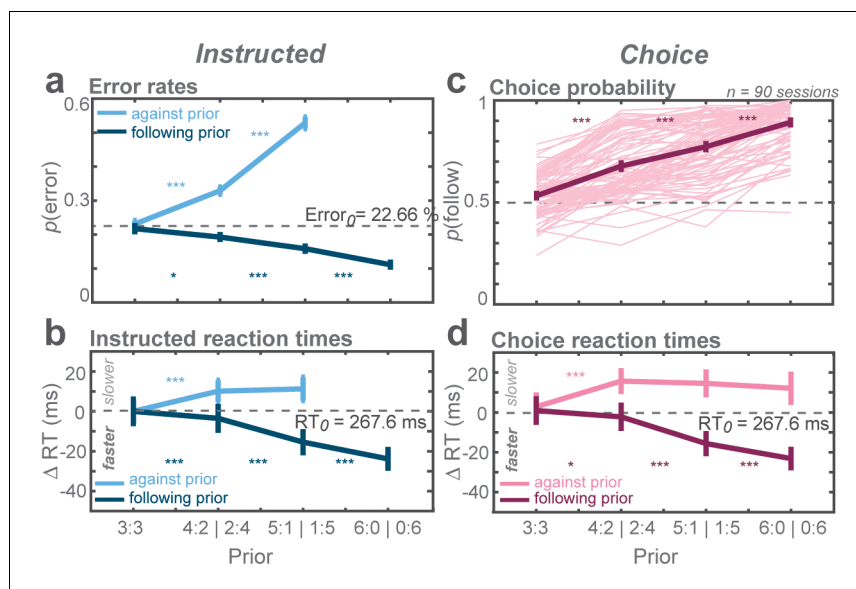 Instructed
Choice
a
Error rates
0.6
against prior
following prior
***
***
0.3
p(error)
Error0= 22.66 %
*
***
***
0
c
Choice probability
n = 90 sessions
1
***
***
***
0.5
p(follow)
0
b
Instructed reaction times
20
slower
***
0
Δ RT (ms)
RT0 = 267.6 ms
-20
faster
***
***
***
-40
against prior
following prior
3:3
4:2 | 2:4
5:1 | 1:5
6:0 | 0:6
Prior
d
Choice reaction times
20
slower
***
0
Δ RT (ms)
RT0 = 267.6 ms
-20
faster
*
***
***
-40
against prior
following prior
3:3
4:2 | 2:4
5:1 | 1:5
6:0 | 0:6
Prior